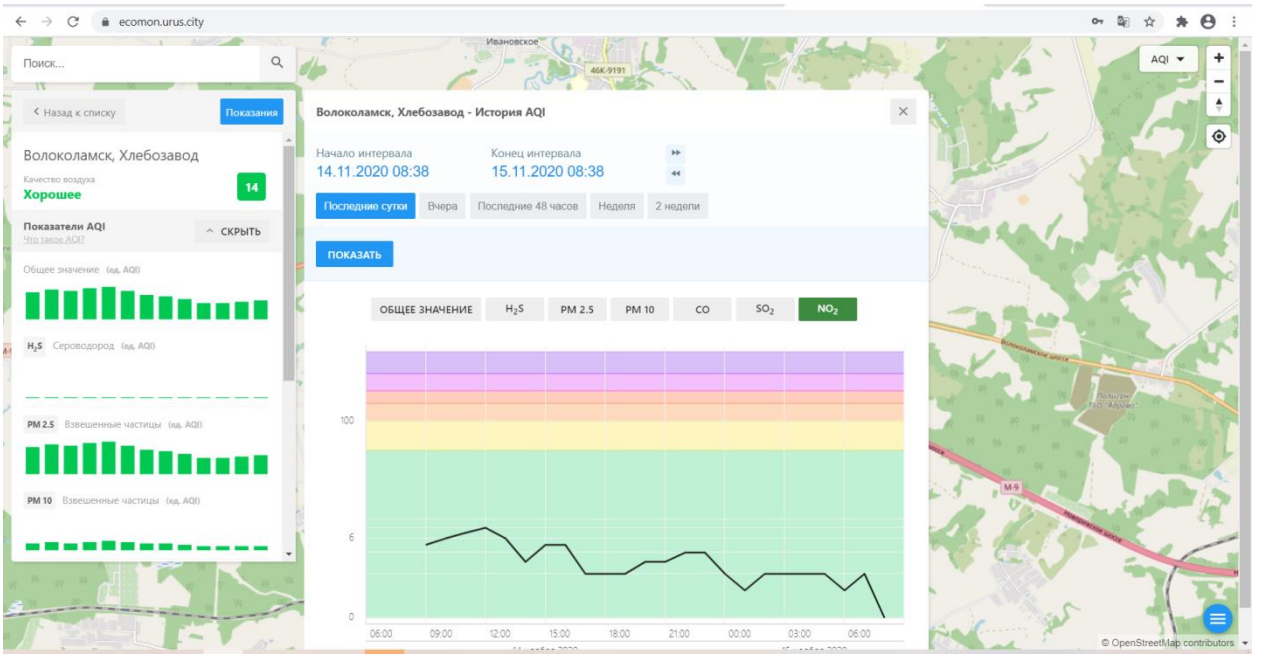 ecomon.urus.city
Поиск...
Назад к списку
Показания
Волоколамск, Хлебозавод
Качество воздуха
Хорошее
14
Показатели AQI
Что такое AQI?
СКРЫТЬ
Общее значение (ед. AQI)
H₂S Сероводород (ед. AQI)
PM 2.5 Взвешенные частицы (ед. AQI)
PM 10 Взвешенные частицы (ед. AQI)
Волоколамск, Хлебозавод - История AQI
Начало интервала
14.11.2020 08:38
Конец интервала
15.11.2020 08:38
Последние сутки
Вчера
Последние 48 часов
Неделя
2 недели
ПОКАЗАТЬ
ОБЩЕЕ ЗНАЧЕНИЕ
H₂S
PM 2.5
PM 10
CO
SO₂
NO₂
100
6
0
06:00 09:00 12:00 15:00 18:00 21:00 00:00 03:00 06:00
Ивановское
46К-9191
AQI
Волоколамское шоссе
Полигон
ТБО "Ядрово"
М-9
Новорижское шоссе
© OpenStreetMap contributors